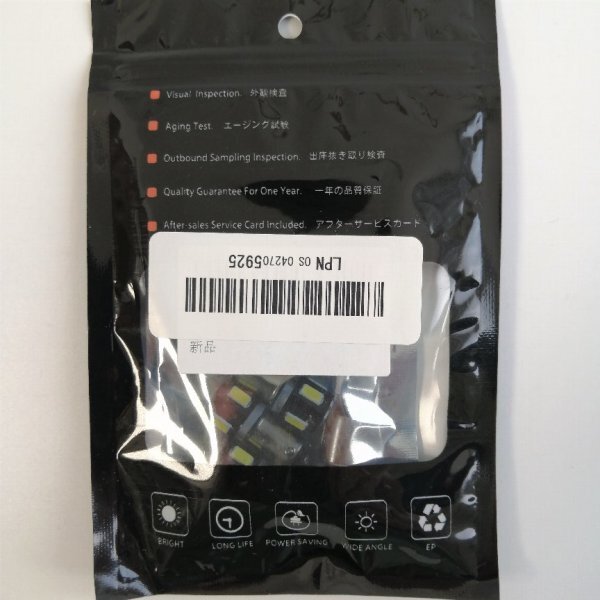 Visual Inspection. 外観検査
Aging Test. エージング試験
Outbound Sampling Inspection. 出庫抜き取り検査
Quality Guarantee For One Year. 一年の品質保証
After-sales Service Card Included. アフターサービスカード
LPN OS 042705925
新品
BRIGHT
LONG LIFE
POWER SAVING
WIDE ANGLE
EP